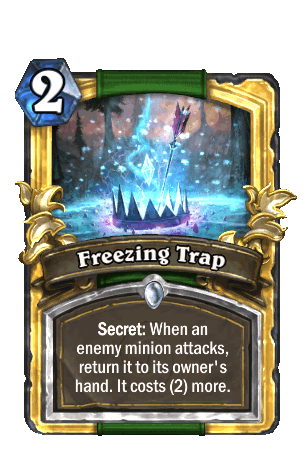 2
Freezing Trap
Secret: When an
enemy minion attacks,
return it to its owner's
hand. It costs (2) more.